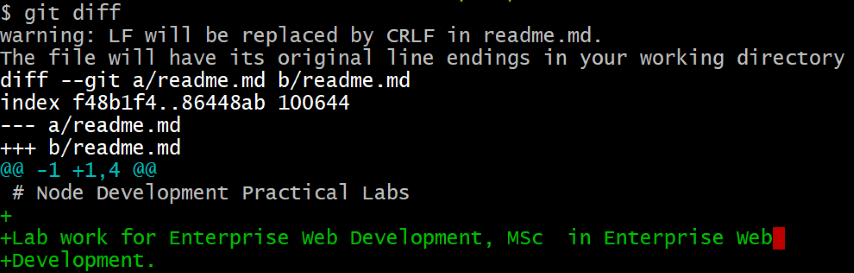 $ git diff
warning: LF will be replaced by CRLF in readme.md.
The file will have its original line endings in your working directory
diff --git a/readme.md b/readme.md
index f48b1f4..86448ab 100644
--- a/readme.md
+++ b/readme.md
@@ -1 +1,4 @@
 # Node Development Practical Labs
+
+Lab work for Enterprise Web Development, MSc  in Enterprise Web
+Development.